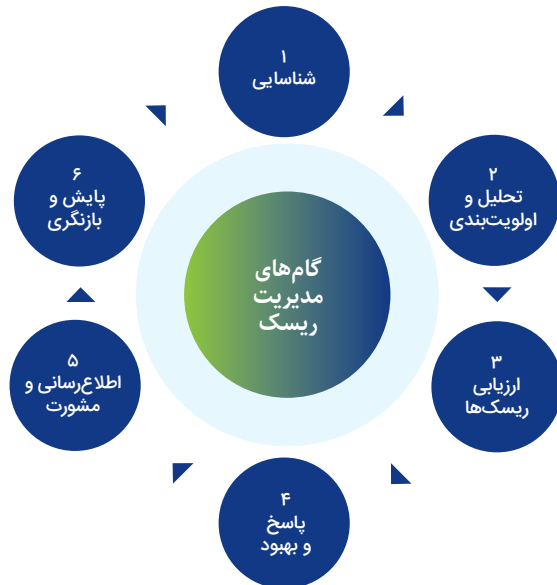 گام‌های
مدیریت
ریسک
۱
شناسایی
۲
تحلیل و
اولویت‌بندی
۳
ارزیابی
ریسک‌ها
۴
پاسخ
و بهبود
۵
اطلاع‌رسانی و
مشورت
۶
پایش و
بازنگری